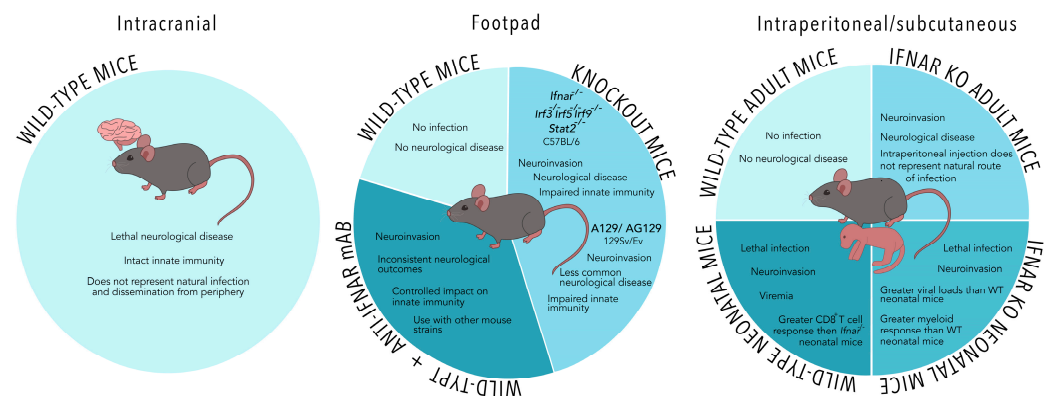 Intracranial
WILD-TYPE MICE
Lethal neurological disease
Intact innate immunity
Does not represent natural infection
and dissemination from periphery
Footpad
WILD-TYPE MICE
No infection
No neurological disease
KNOCKOUT MICE
Ifnar-/-
Irf3-/-Irf5-/-Irf9-/-
Stat2-/-
C57BL/6
Neuroinvasion
Neurological disease
Impaired innate immunity
A129/ AG129
129Sv/Ev
Neuroinvasion
Less common
neurological disease
Impaired innate
immunity
WILD-TYPT + ANTI-IFNAR mAB
Neuroinvasion
Inconsistent neurological
outcomes
Controlled impact on
innate immunity
Use with other mouse
strains
Intraperitoneal/subcutaneous
WILD-TYPE ADULT MICE
No infection
No neurological disease
IFNAR KO ADULT MICE
Neuroinvasion
Neurological disease
Intraperitoneal injection does
not represent natural route
of infection
WILD-TYPE NEONATAL MICE
Lethal infection
Neuroinvasion
Viremia
Greater CD8+ T cell
response then Ifnar-/-
neonatal mice
IFNAR KO NEONATAL MICE
Lethal infection
Neuroinvasion
Greater viral loads than WT
neonatal mice
Greater myeloid
response than WT
neonatal mice